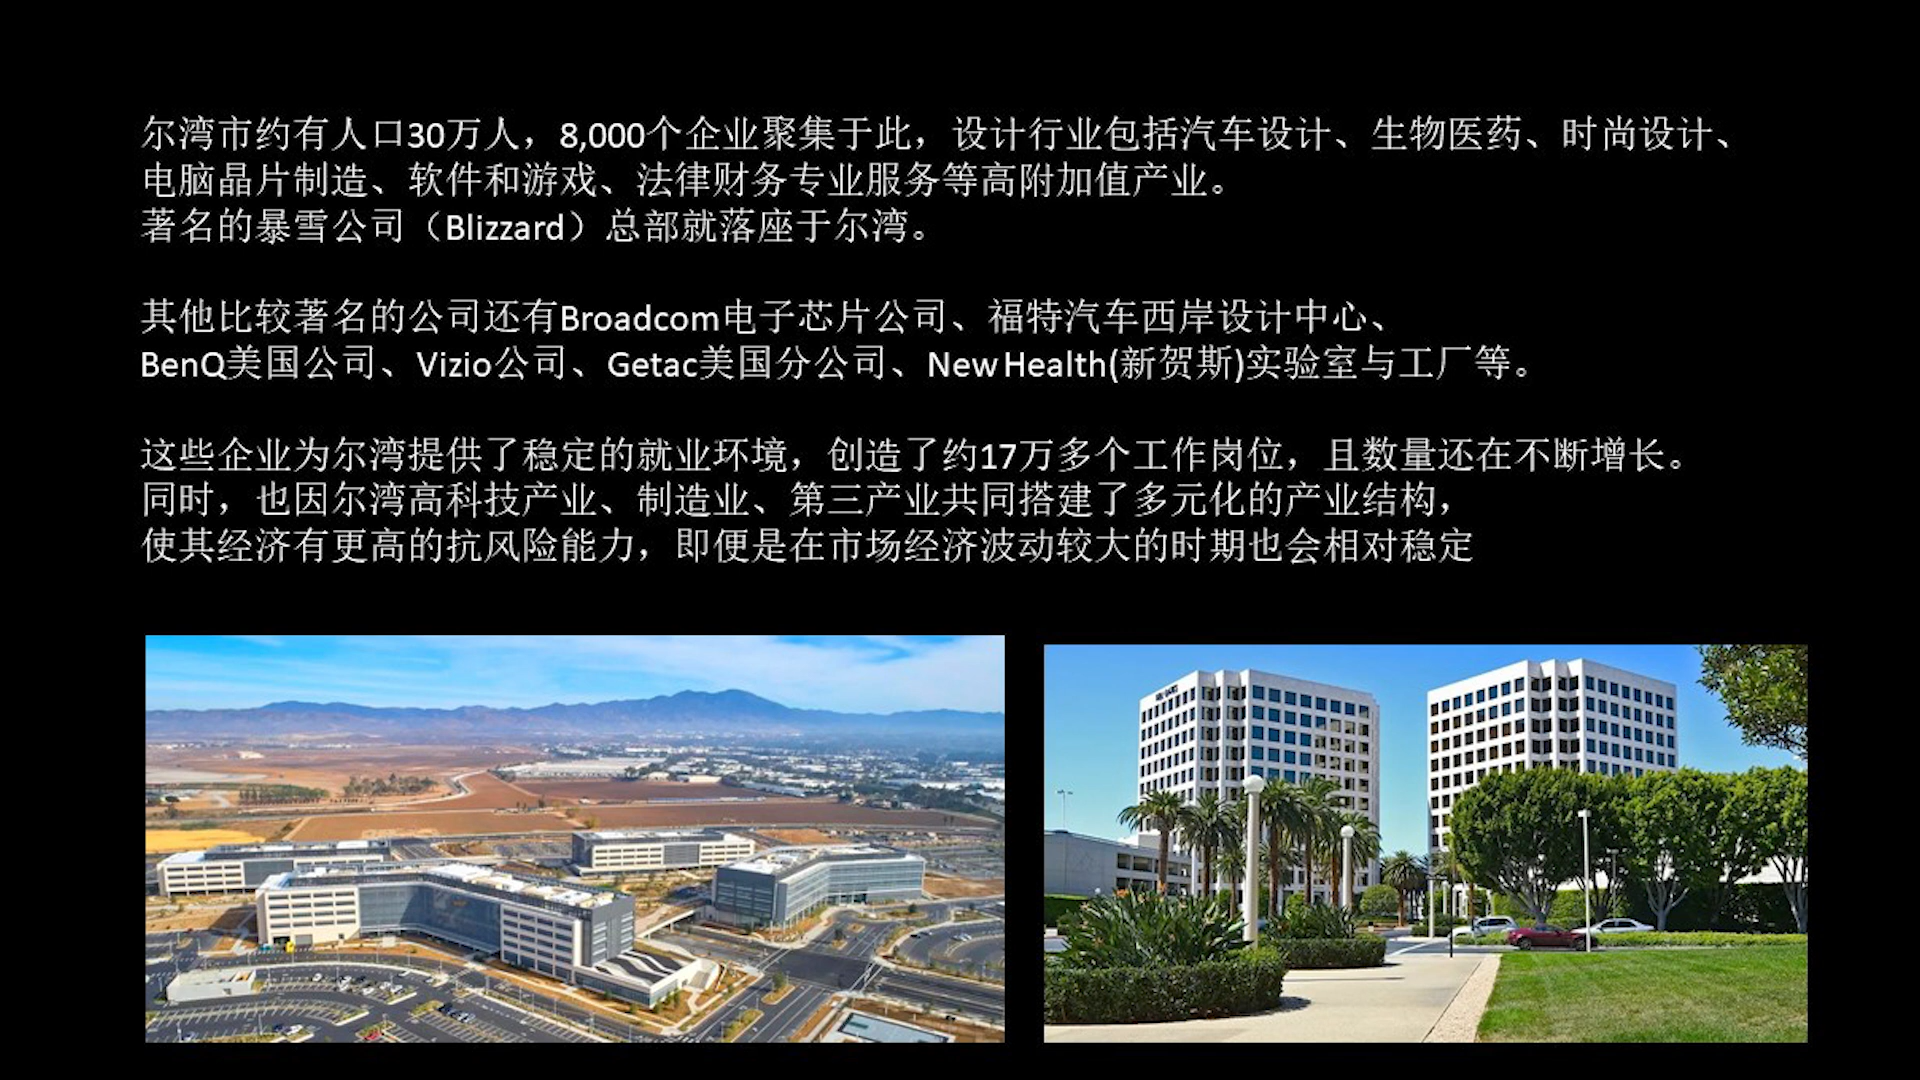 尔湾市约有人口30万人，8,000个企业聚集于此，设计行业包括汽车设计、生物医药、时尚设计、
电脑晶片制造、软件和游戏、法律财务专业服务等高附加值产业。
著名的暴雪公司（Blizzard）总部就落座于尔湾。
其他比较著名的公司还有Broadcom电子芯片公司、福特汽车西岸设计中心、
BenQ美国公司、Vizio公司、Getac美国分公司、New Health(新贺斯)实验室与工厂等。
这些企业为尔湾提供了稳定的就业环境，创造了约17万多个工作岗位，且数量还在不断增长。
同时，也因尔湾高科技产业、制造业、第三产业共同搭建了多元化的产业结构，
使其经济有更高的抗风险能力，即便是在市场经济波动较大的时期也会相对稳定